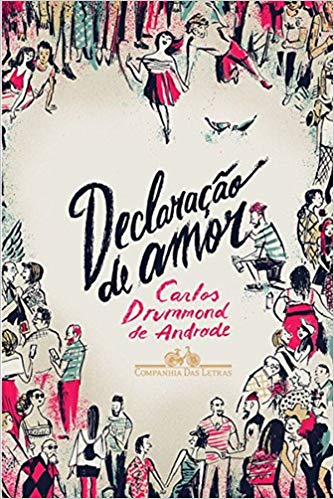 Declaração
de amor
Carlos
Drummond
de Andrade
COMPANHIA DAS LETRAS